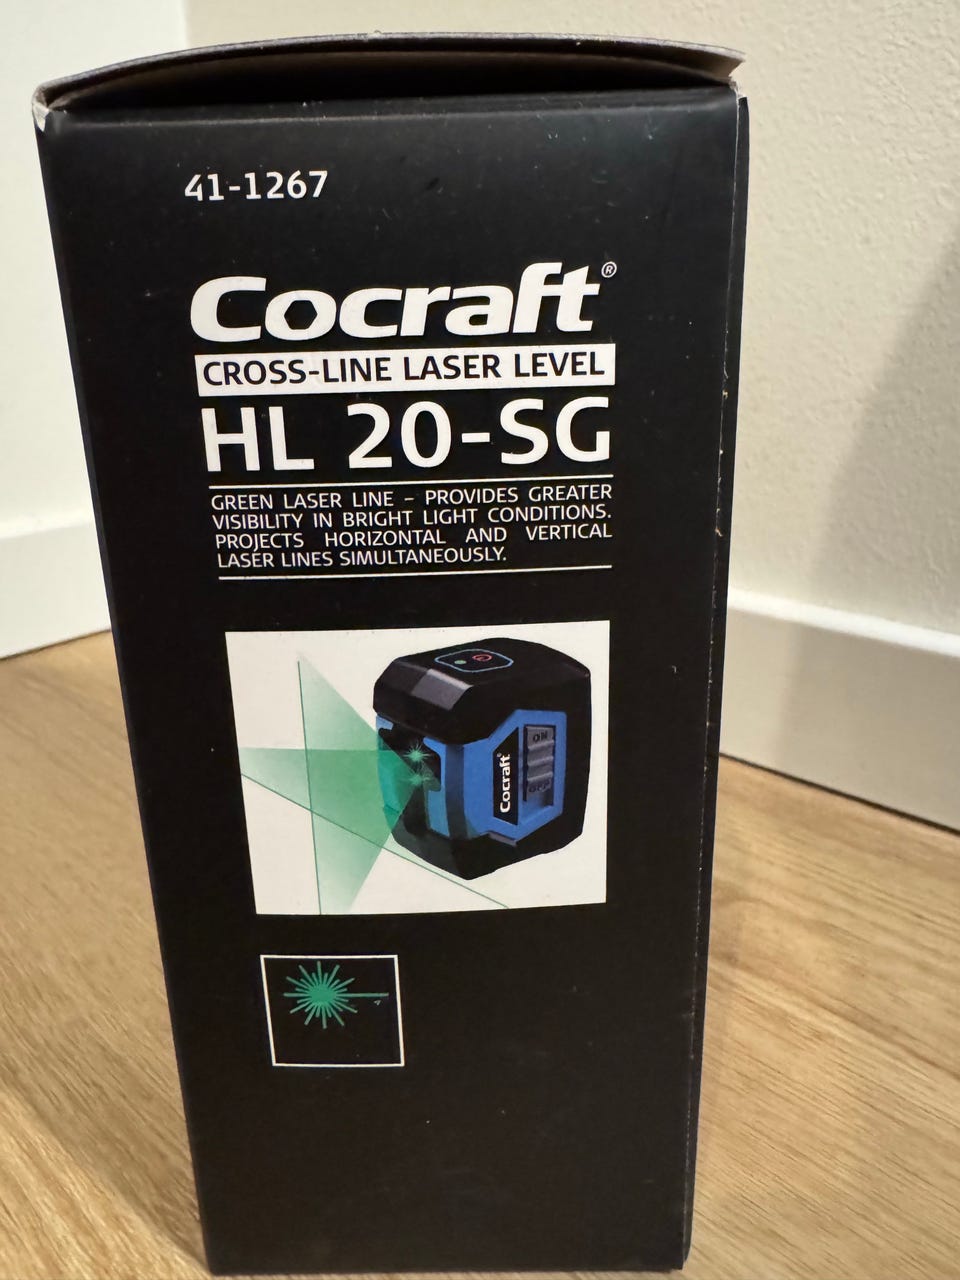 41-1267
Cocraft®
CROSS-LINE LASER LEVEL
HL 20-SG
GREEN LASER LINE – PROVIDES GREATER
VISIBILITY IN BRIGHT LIGHT CONDITIONS.
PROJECTS HORIZONTAL AND VERTICAL
LASER LINES SIMULTANEOUSLY.
ON
Cocraft®
OFF